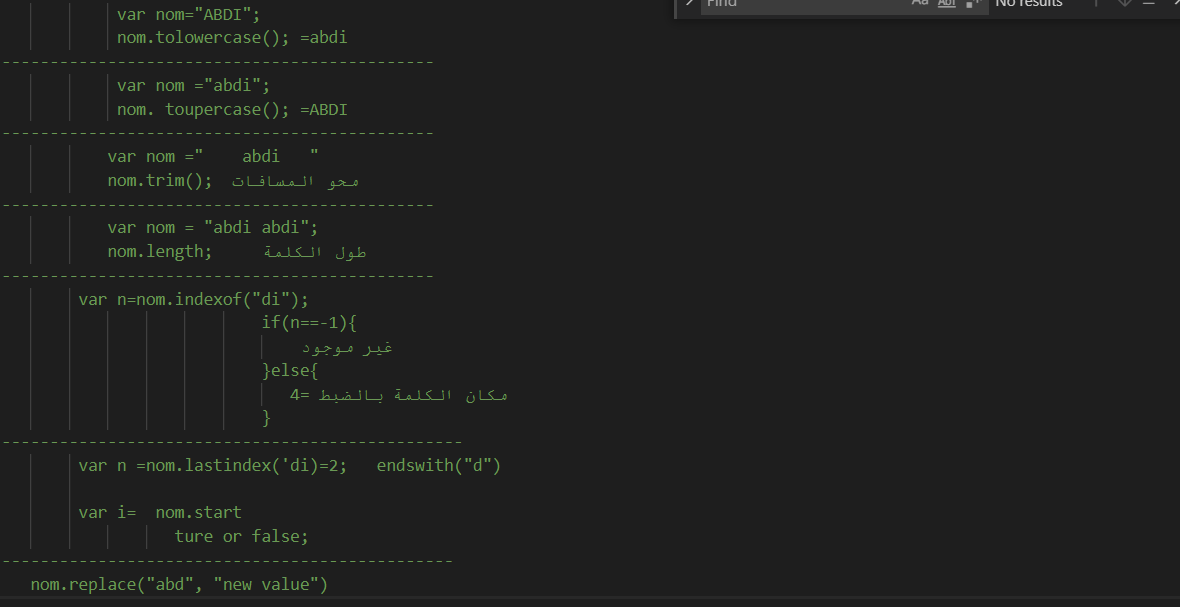 Find Aa Abl .* No results
var nom="ABDI";
nom.tolowercase(); =abdi
---------------------------------------------
var nom ="abdi";
nom. toupercase(); =ABDI
---------------------------------------------
var nom ="    abdi   "
nom.trim();  محو المسافات
---------------------------------------------
var nom = "abdi abdi";
nom.length;     طول الكلمة
---------------------------------------------
var n=nom.indexof("di");
if(n==-1){
غير موجود
}else{
مكان الكلمة بالضبط =4
}
------------------------------------------------
var n =nom.lastindex('di)=2;   endswith("d")
var i=  nom.start
ture or false;
-----------------------------------------------
nom.replace("abd", "new value")